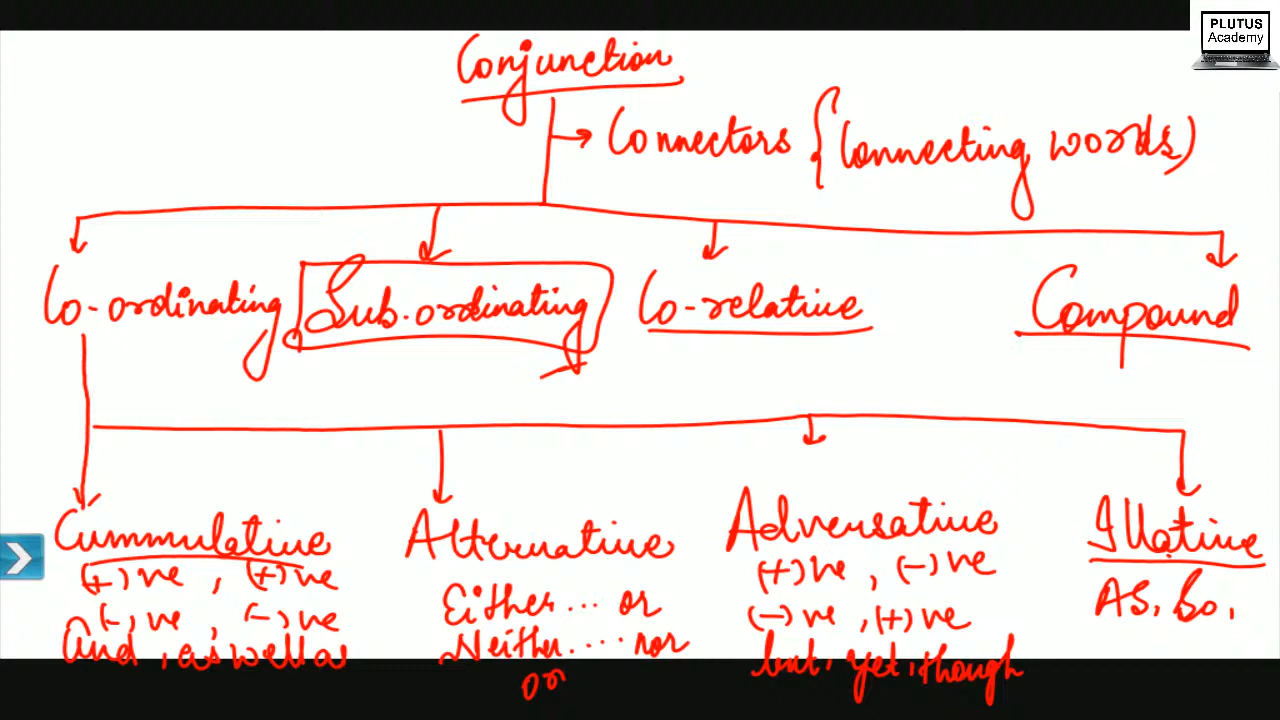 PLUTUS
Academy
Conjunction
Connectors {Connecting words)
Co-ordinating Sub-ordinating Co-relative Compound
Cummulative Alternative Adversative Illative
(+)ve, (+)ve Either... or (+)ve, (-)ve As, So,
(-)ve (-)ve Neither.... nor (-)ve, (+)ve
And, as well as or but, yet, though